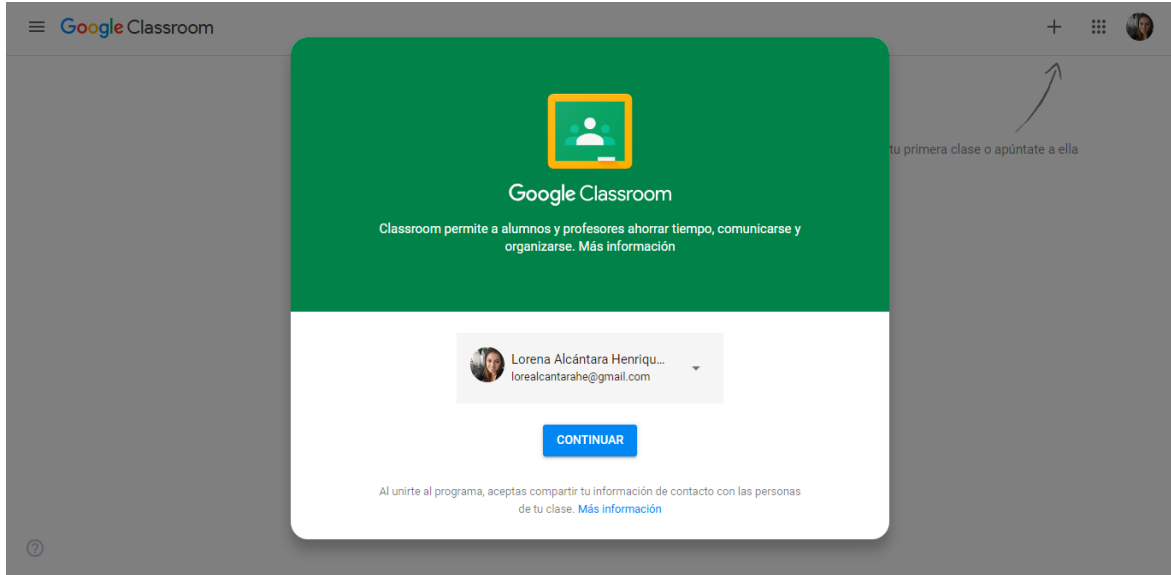 Google Classroom
tu primera clase o apúntate a ella
Google Classroom
Classroom permite a alumnos y profesores ahorrar tiempo, comunicarse y
organizarse. Más información
Lorena Alcántara Henriqu...
lorealcantarahe@gmail.com
CONTINUAR
Al unirte al programa, aceptas compartir tu información de contacto con las personas
de tu clase. Más información